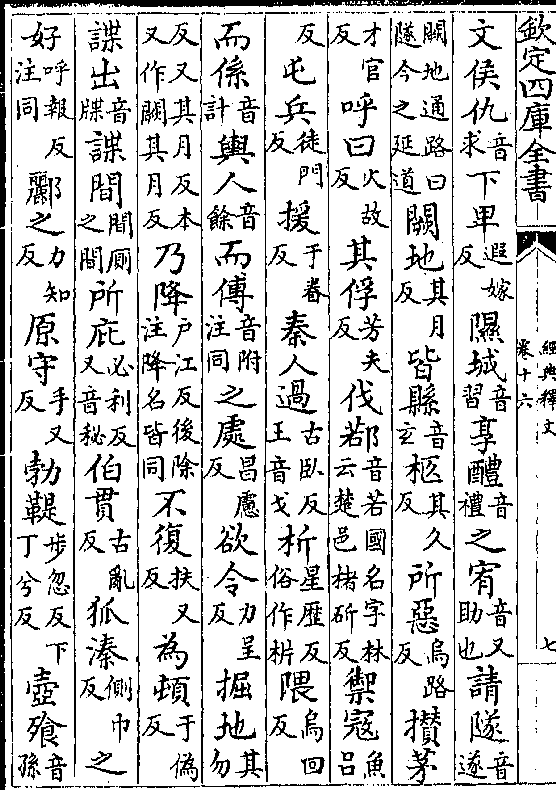 欽定四庫全書
經典釋文
卷十六
七
文侯仇音求下卑遐嫁反隰城音習享醴音禮之宥音又助也請隧音遂
闕地通路曰隧今之延道闕地其月反皆縣音玄柩其久反所惡烏路反攢茅
才官反呼曰火故反其俘芳夫反伐鄀音若國名字林云楚邑楮斫反禦寇魚呂
反屯兵徒門反援于眷反秦人過古臥反王音戈析星歷反俗作枿隈烏回反
而係音計輿人音餘而傅音附注同之處昌慮反欲令力呈反掘地其勿
反又其月反本又作闕其月反乃降户江反後除注降名皆同不復扶又反為頓于偽反
諜出音牒諜間間厠之間所庇必利反又音秘伯貫古亂反狐溱側巾反之
好呼報反注同酈之力知反原守手又反勃鞮步忽反下丁兮反壺飱音孫